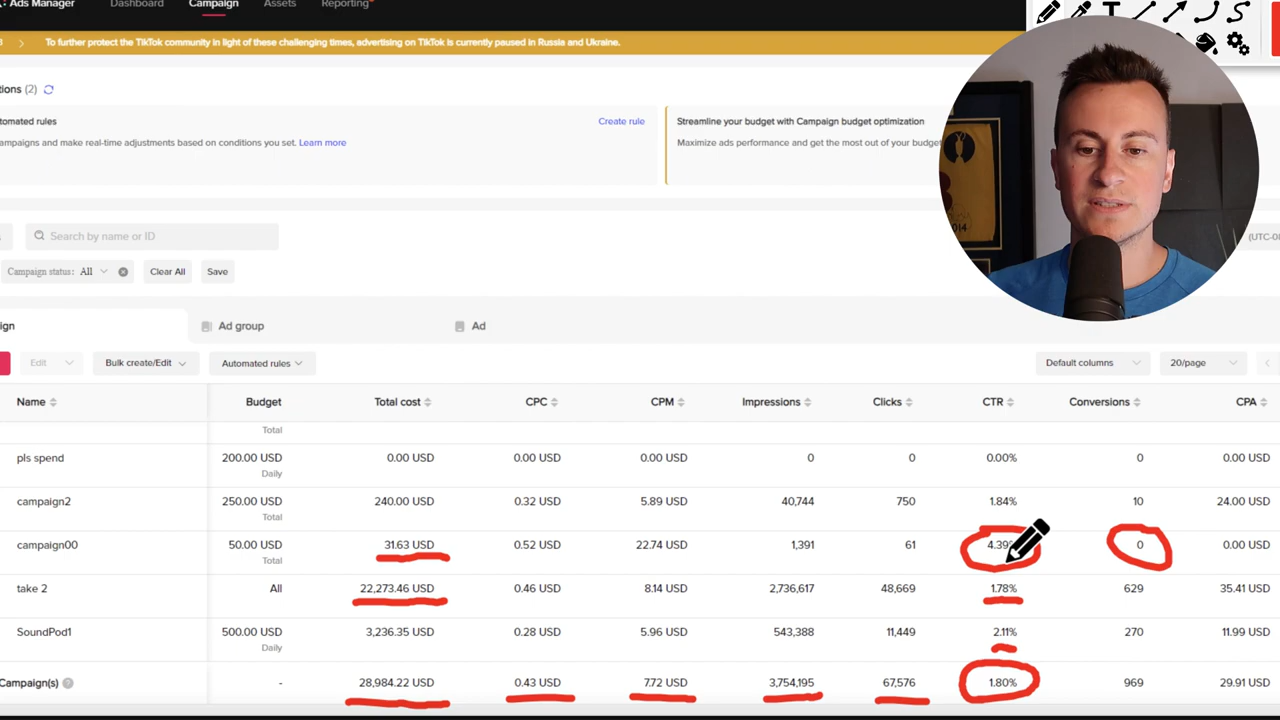 Ads Manager Dashboard Campaign Assets Reporting
To further protect the TikTok community in light of these challenging times, advertising on TikTok is currently paused in Russia and Ukraine.
tions (2)
tomated rules Create rule Streamline your budget with Campaign budget optimization
ampaigns and make real-time adjustments based on conditions you set. Learn more Maximize ads performance and get the most out of your budget
2014
Search by name or ID (UTC-0
Campaign status: All Clear All Save
ign Ad group Ad
Edit Bulk create/Edit Automated rules Default columns 20/page
Name Budget Total cost CPC CPM Impressions Clicks CTR Conversions CPA
Total
pls spend 200.00 USD 0.00 USD 0.00 USD 0.00 USD 0 0 0.00% 0 0.00 USD
Daily
campaign2 250.00 USD 240.00 USD 0.32 USD 5.89 USD 40,744 750 1.84% 10 24.00 USD
Total
campaign00 50.00 USD 31.63 USD 0.52 USD 22.74 USD 1,391 61 4.39% 0 0.00 USD
Total
take 2 All 22,273.46 USD 0.46 USD 8.14 USD 2,736,617 48,669 1.78% 629 35.41 USD
SoundPod1 500.00 USD 3,236.35 USD 0.28 USD 5.96 USD 543,388 11,449 2.11% 270 11.99 USD
Daily
Campaign(s) - 28,984.22 USD 0.43 USD 7.72 USD 3,754,195 67,576 1.80% 969 29.91 USD